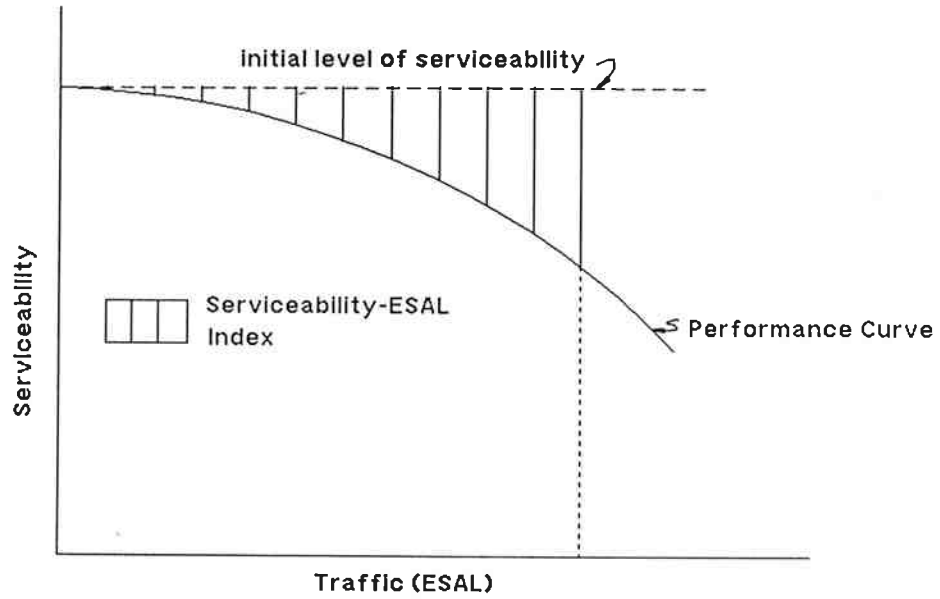 initial level of serviceability
Serviceability-ESAL
Index
Performance Curve
Serviceability
Traffic (ESAL)